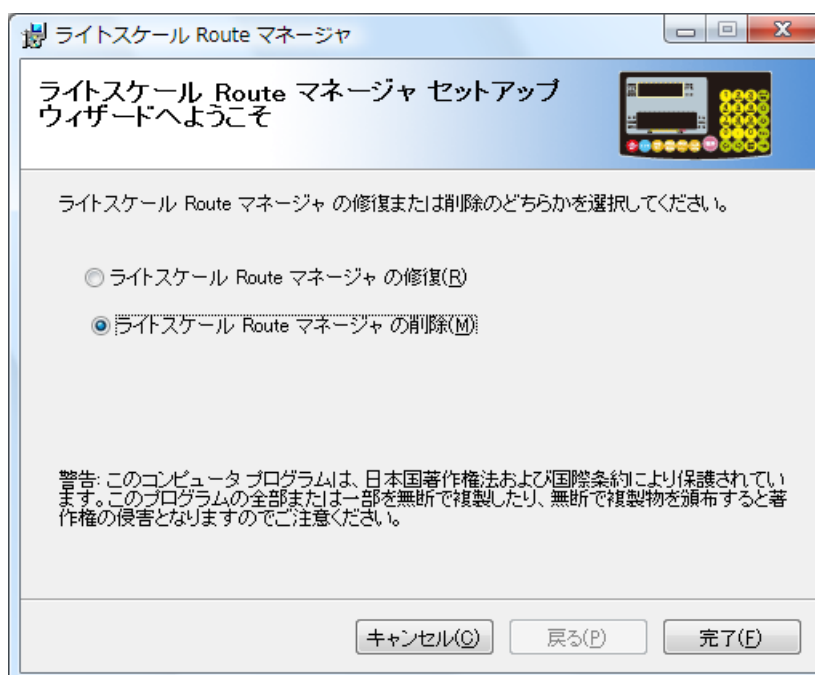 ライトスケール Route マネージャ
ライトスケール Route マネージャ セットアップ
ウィザードへようこそ
ライトスケール Route マネージャ の修復または削除のどちらかを選択してください。
ライトスケール Route マネージャ の修復(R)
ライトスケール Route マネージャ の削除(M)
警告: このコンピュータ プログラムは、日本国著作権法および国際条約により保護されてい
ます。このプログラムの全部または一部を無断で複製したり、無断で複製物を頒布すると著
作権の侵害となりますのでご注意ください。
キャンセル(C) 戻る(P) 完了(F)